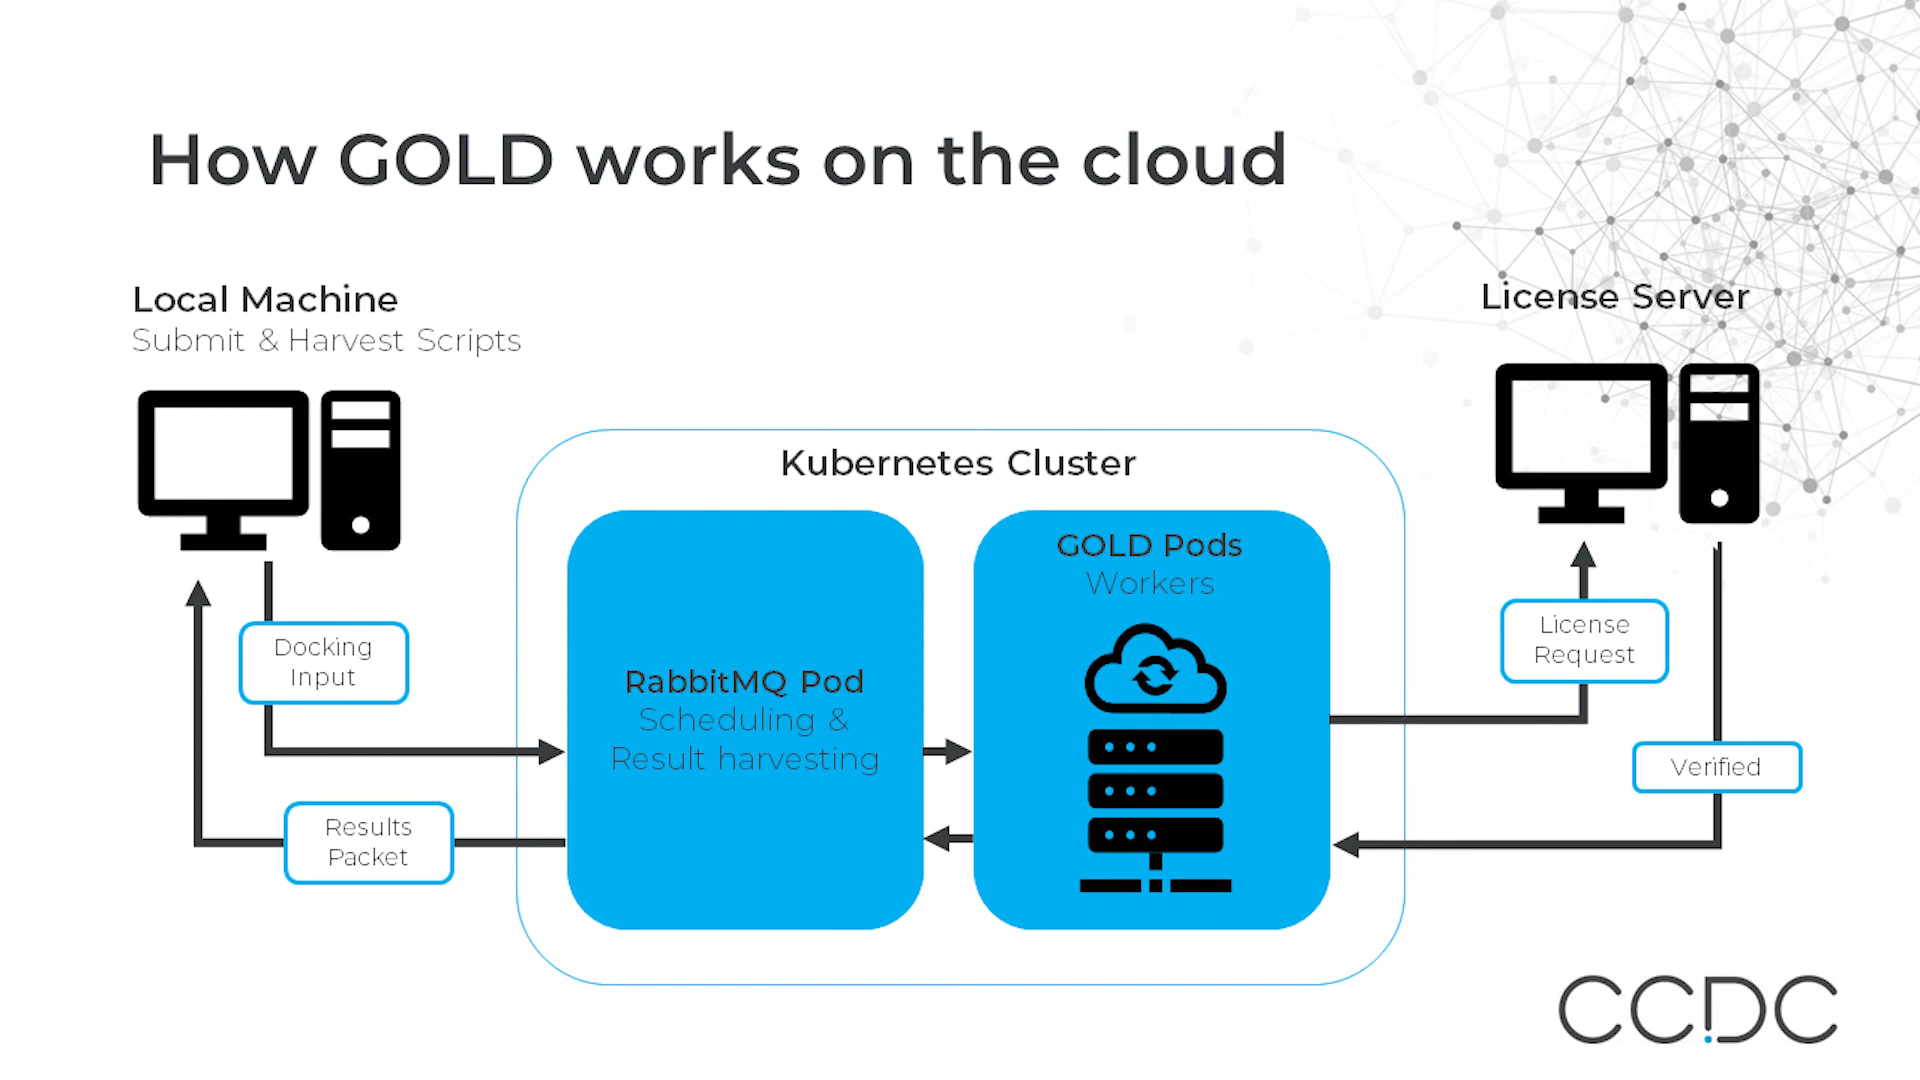 How GOLD works on the cloud
Local Machine
Submit & Harvest Scripts
License Server
Kubernetes Cluster
GOLD Pods
Workers
RabbitMQ Pod
Scheduling &
Result harvesting
Docking
Input
Results
Packet
License
Request
Verified
CCDC